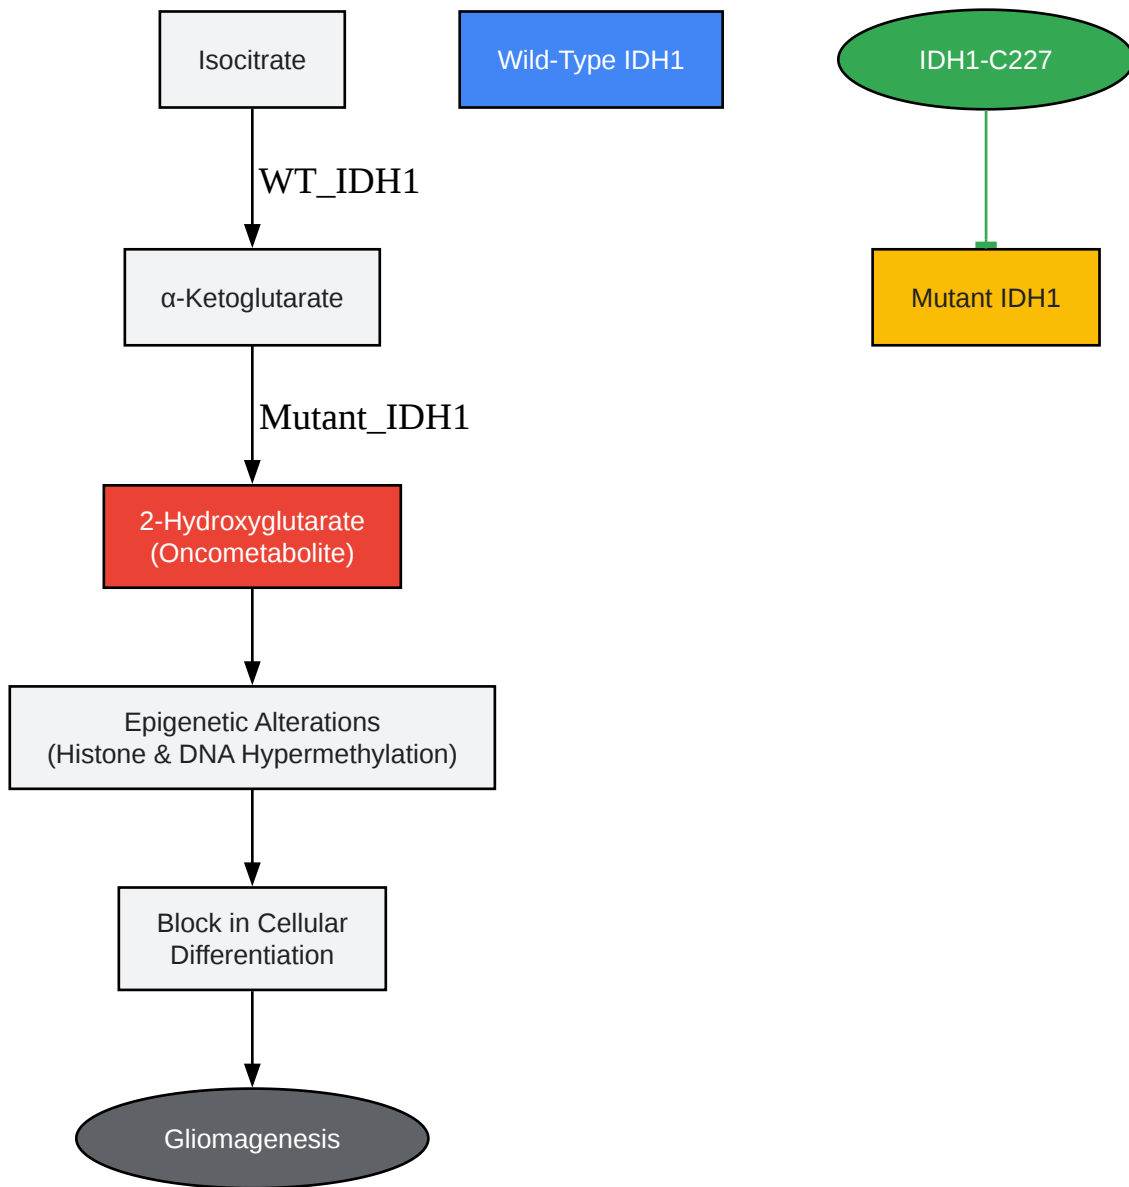 Isocitrate
Wild-Type IDH1
IDH1-C227
WT_IDH1
α-Ketoglutarate
Mutant IDH1
Mutant_IDH1
2-Hydroxyglutarate
(Oncometabolite)
Epigenetic Alterations
(Histone & DNA Hypermethylation)
Block in Cellular
Differentiation
Gliomagenesis